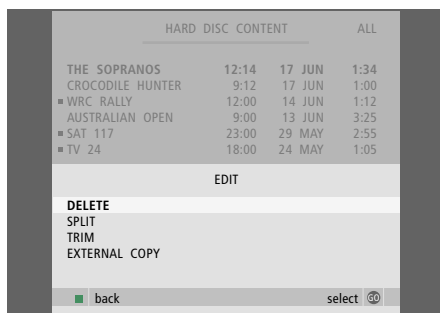 HARD DISC CONTENT ALL
THE SOPRANOS 12:14 17 JUN 1:34
CROCODILE HUNTER 9:12 17 JUN 1:00
WRC RALLY 12:00 14 JUN 1:12
AUSTRALIAN OPEN 9:00 13 JUN 3:25
SAT 117 23:00 29 MAY 2:55
TV 24 18:00 24 MAY 1:05
EDIT
DELETE
SPLIT
TRIM
EXTERNAL COPY
back select GO